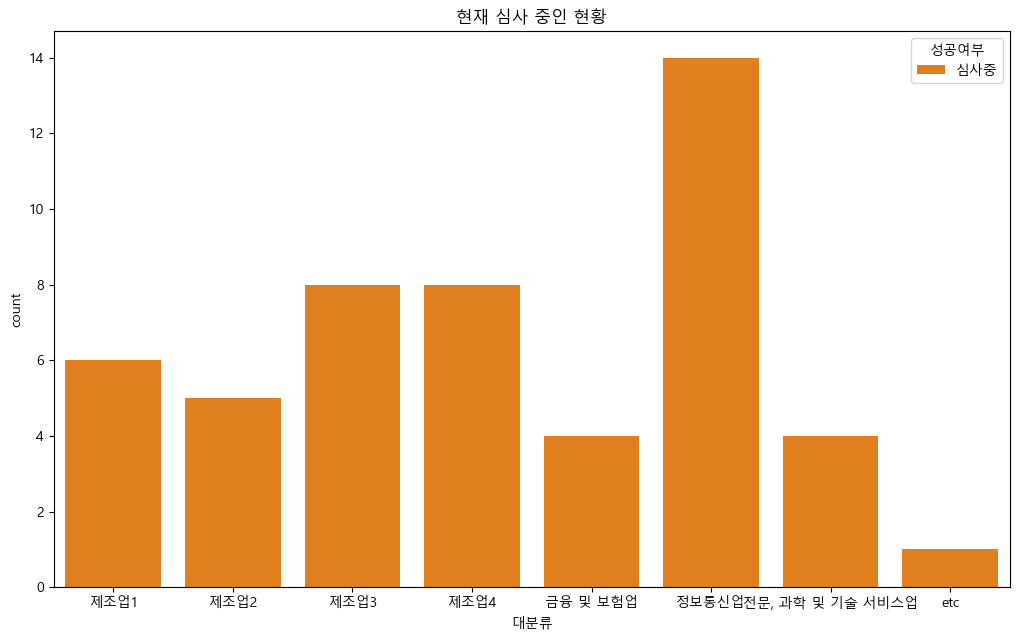 현재 심사 중인 현황
성공여부
심사중
count
14
12
10
8
6
4
2
0
제조업1 제조업2 제조업3 제조업4 금융 및 보험업 정보통신업 전문, 과학 및 기술 서비스업 etc
대분류